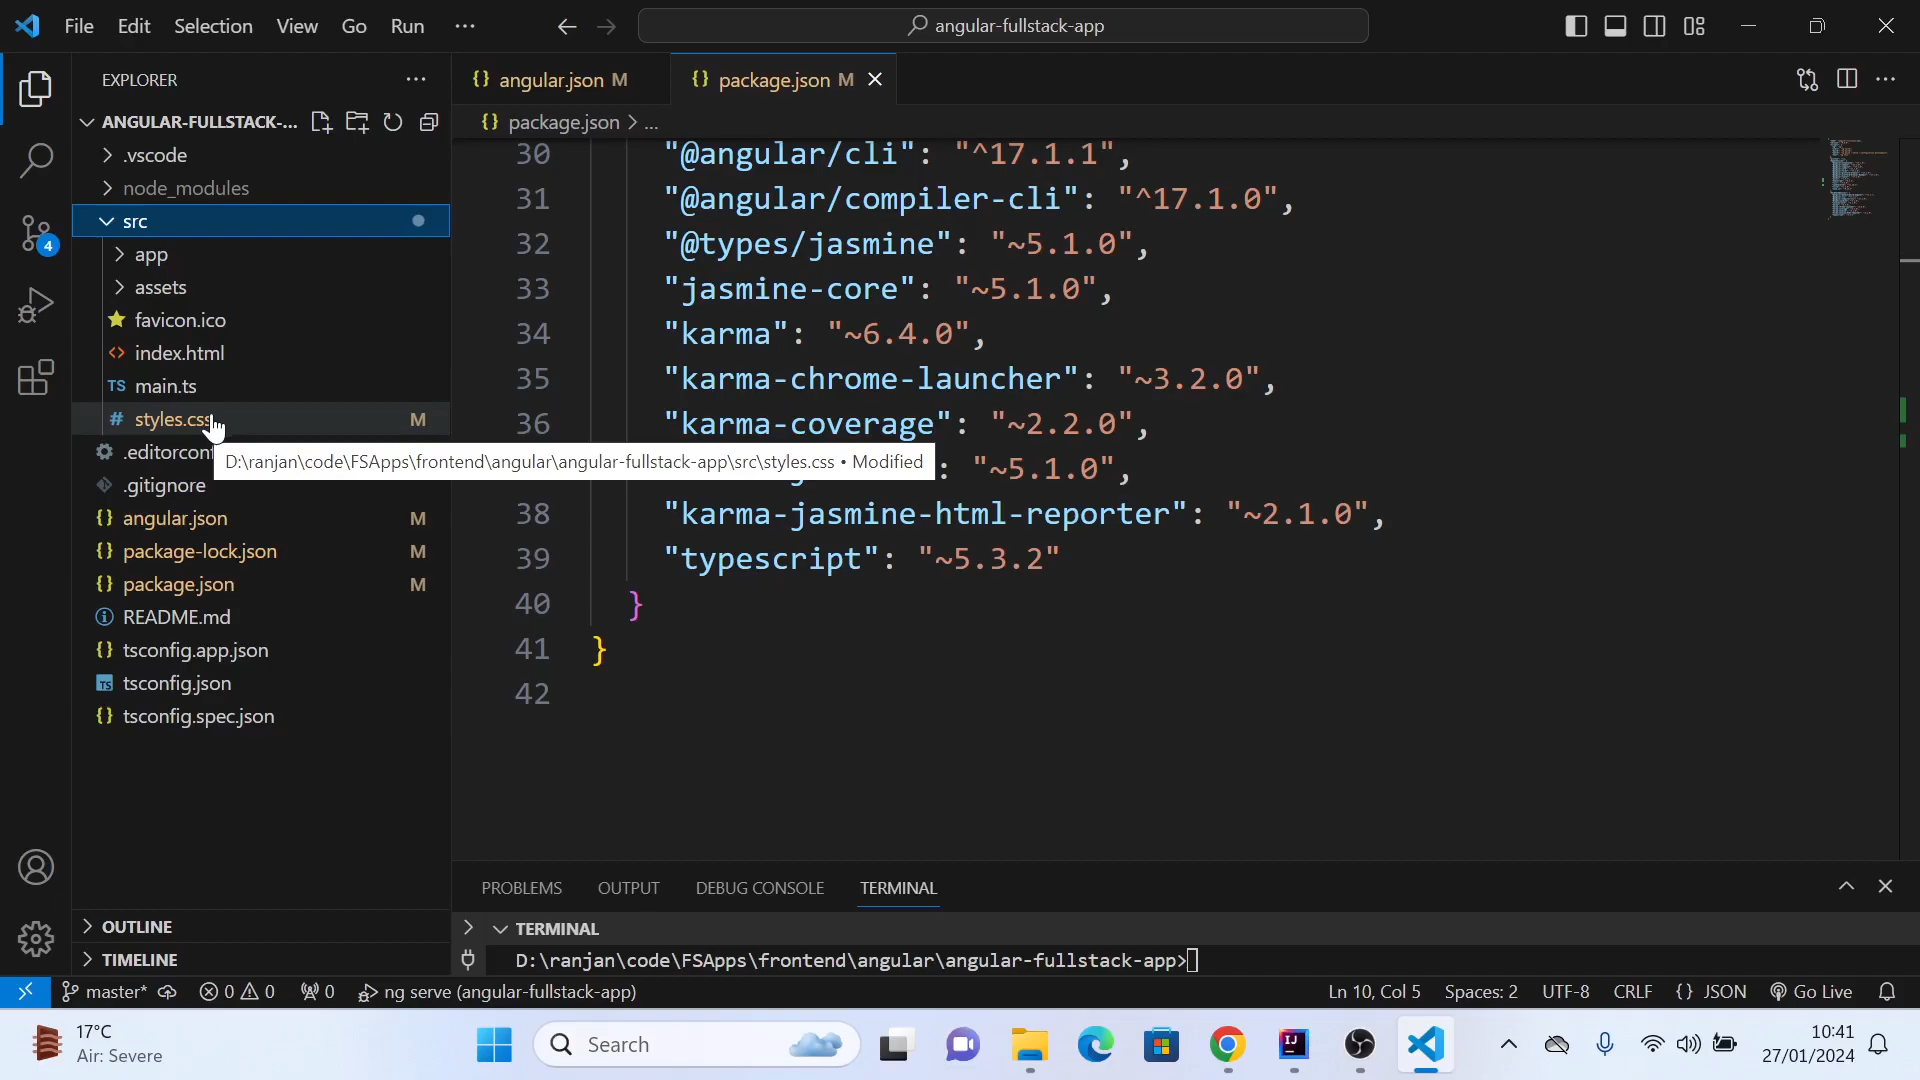 File Edit Selection View Go Run ···
angular-fullstack-app
EXPLORER
ANGULAR-FULLSTACK-...
.vscode
node_modules
src
app
assets
favicon.ico
index.html
TS main.ts
# styles.css M
.editorconf
.gitignore
{} angular.json M
{} package-lock.json M
{} package.json M
README.md
{} tsconfig.app.json
TS tsconfig.json
{} tsconfig.spec.json
OUTLINE
TIMELINE
4
{} angular.json M
{} package.json M
{} package.json > ...
30 "@angular/cli": "^17.1.1",
31 "@angular/compiler-cli": "^17.1.0",
32 "@types/jasmine": "~5.1.0",
33 "jasmine-core": "~5.1.0",
34 "karma": "~6.4.0",
35 "karma-chrome-launcher": "~3.2.0",
36 "karma-coverage": "~2.2.0",
: "~5.1.0",
38 "karma-jasmine-html-reporter": "~2.1.0",
39 "typescript": "~5.3.2"
40 }
41 }
42
D:\ranjan\code\FSApps\frontend\angular\angular-fullstack-app\src\styles.css • Modified
PROBLEMS OUTPUT DEBUG CONSOLE TERMINAL
TERMINAL
D:\ranjan\code\FSApps\frontend\angular\angular-fullstack-app>
master* 0 0 0 ng serve (angular-fullstack-app)
Ln 10, Col 5 Spaces: 2 UTF-8 CRLF {} JSON Go Live
17°C
Air: Severe
Search
IJ
10:41
27/01/2024